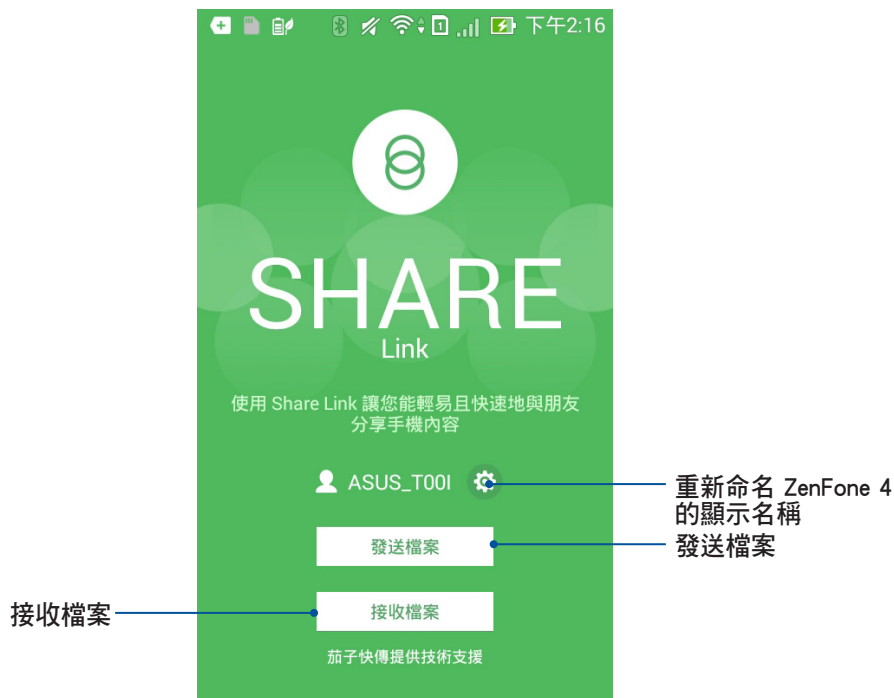 下午2:16
SHARE
Link
使用 Share Link 讓您能輕易且快速地與朋友
分享手機內容
ASUS_T00I
重新命名 ZenFone 4
的顯示名稱
發送檔案
發送檔案
接收檔案
接收檔案
茄子快傳提供技術支援